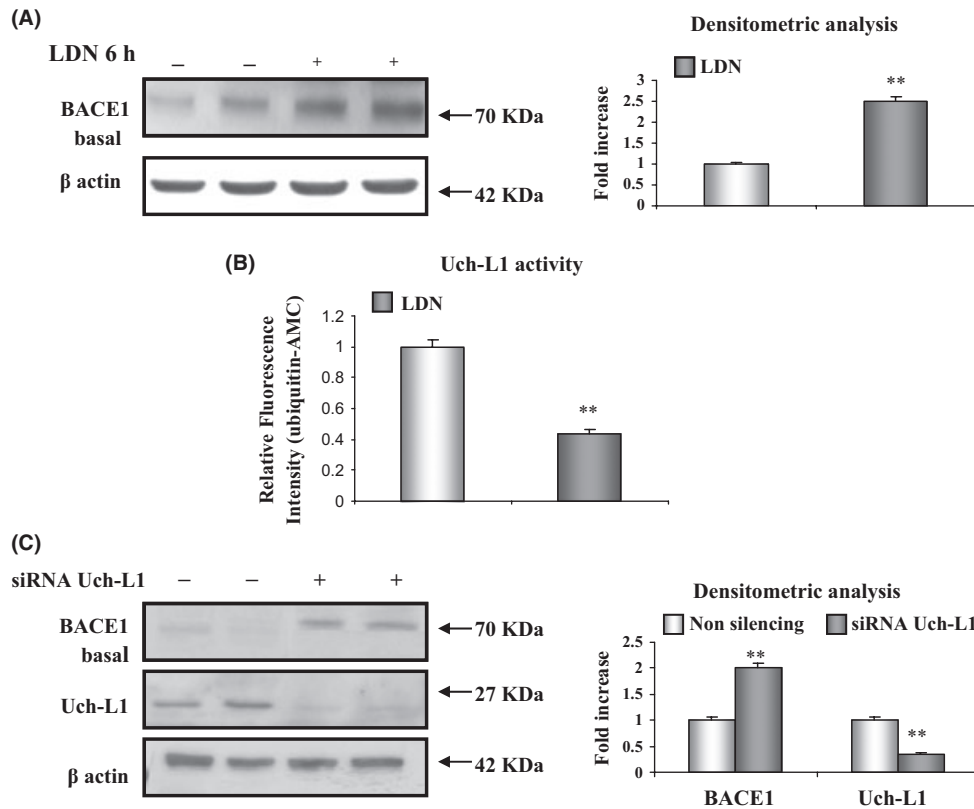 (A)
LDN 6 h
– – + +
BACE1
basal
70 KDa
β actin
42 KDa
Densitometric analysis
LDN
Fold increase
3
2.5
2
1.5
1
0.5
0
**
(B)
Uch-L1 activity
LDN
Relative Fluorescence
Intensity (ubiquitin-AMC)
1.2
1
0.8
0.6
0.4
0.2
0
**
(C)
siRNA Uch-L1
– – + +
BACE1
basal
70 KDa
Uch-L1
27 KDa
β actin
42 KDa
Densitometric analysis
Non silencing siRNA Uch-L1
Fold increase
2.5
2
1.5
1
0.5
0
**
**
BACE1 Uch-L1